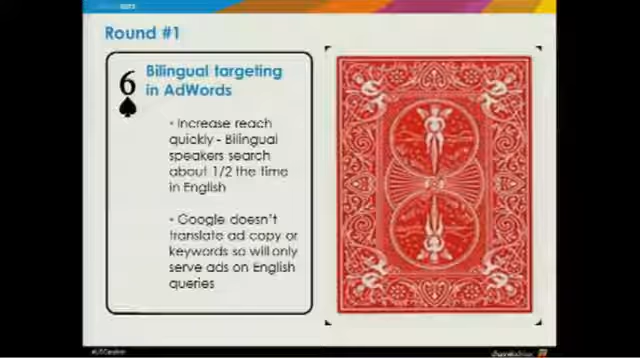 Round #1
6
Bilingual targeting
in AdWords
• Increase reach
quickly - Bilingual
speakers search
about 1/2 the time
in English
• Google doesn't
translate ad copy or
keywords so will only
serve ads on English
queries